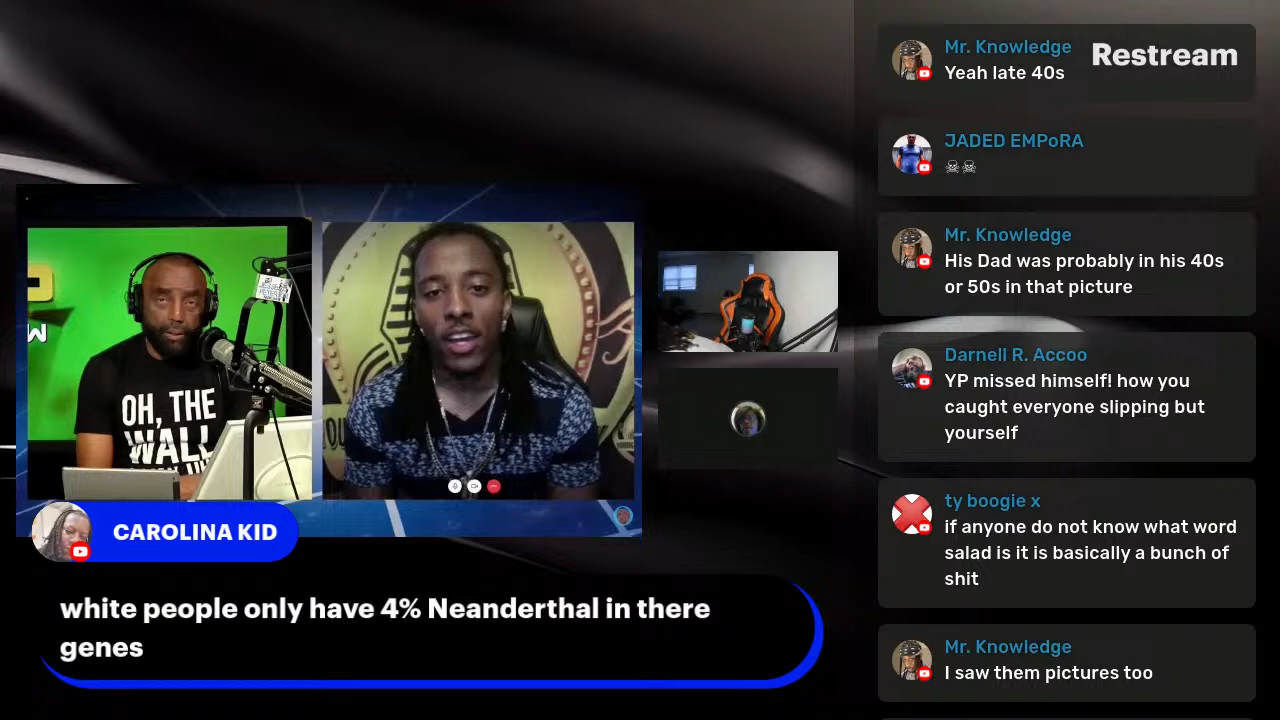 Mr. Knowledge
Restream
Yeah late 40s
JADED EMPoRA
☠☠
Mr. Knowledge
His Dad was probably in his 40s
or 50s in that picture
Darnell R. Accoo
YP missed himself! how you
caught everyone slipping but
yourself
ty boogie x
if anyone do not know what word
salad is it is basically a bunch of
shit
Mr. Knowledge
I saw them pictures too
OH, THE
WALL
CAROLINA KID
white people only have 4% Neanderthal in there
genes